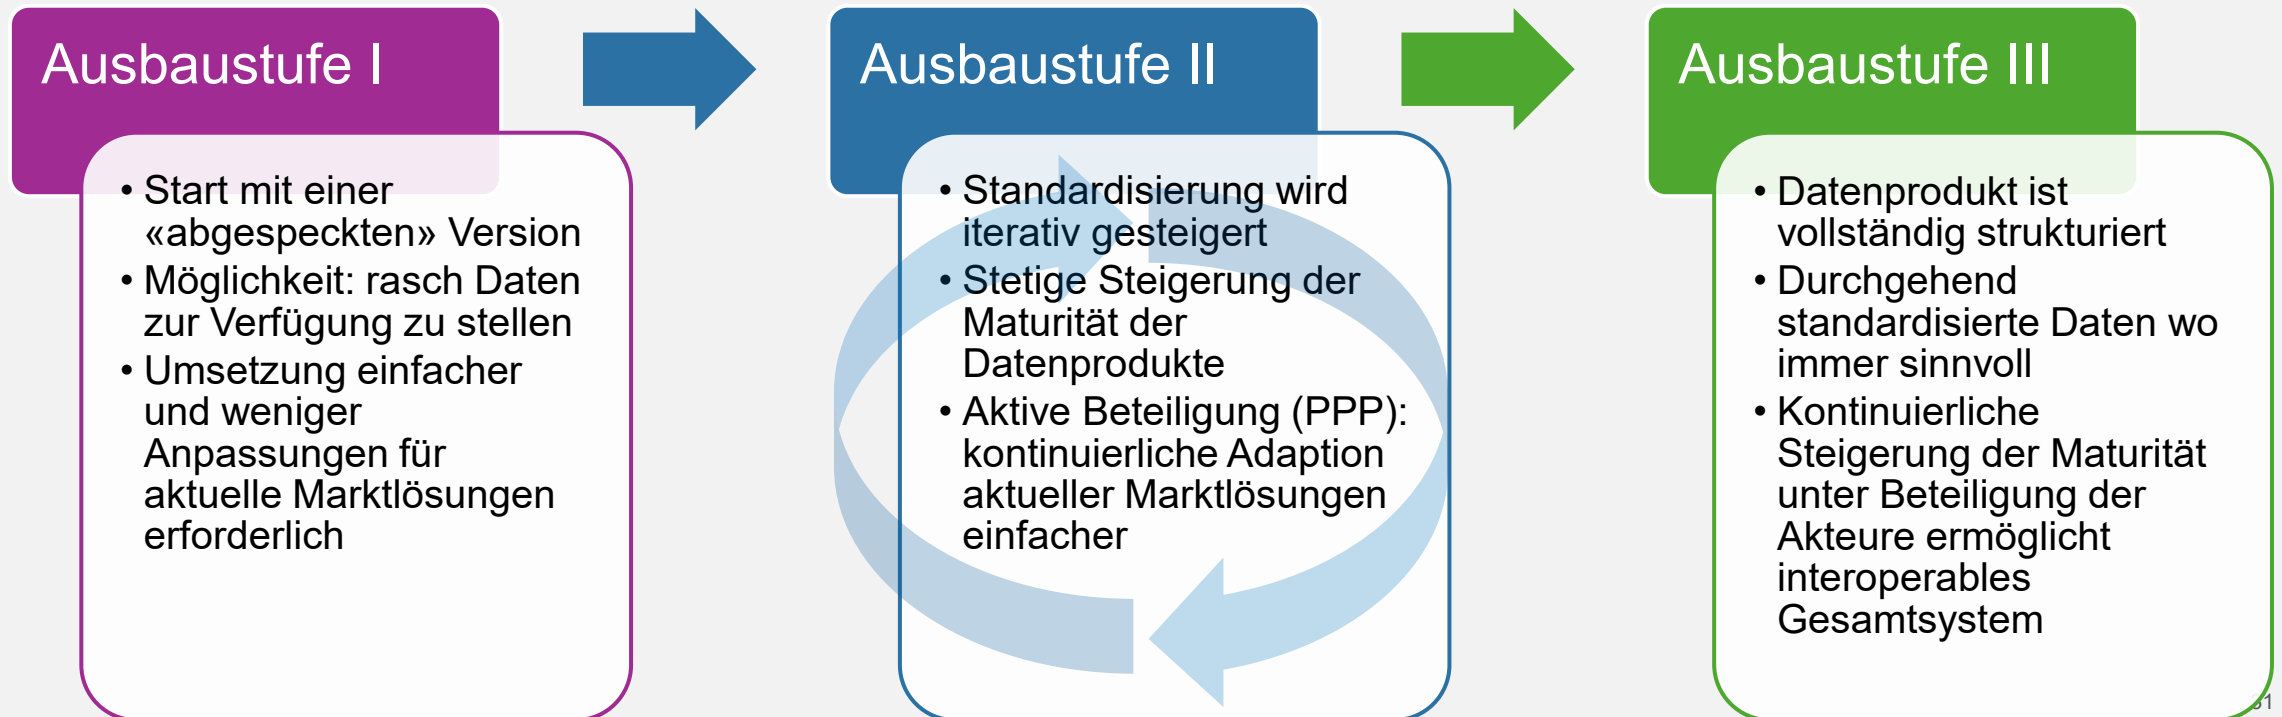 Ausbaustufe I
• Start mit einer
«abgespeckten» Version
• Möglichkeit: rasch Daten
zur Verfügung zu stellen
• Umsetzung einfacher
und weniger
Anpassungen für
aktuelle Marktlösungen
erforderlich
Ausbaustufe II
• Standardisierung wird
iterativ gesteigert
• Stetige Steigerung der
Maturität der
Datenprodukte
• Aktive Beteiligung (PPP):
kontinuierliche Adaption
aktueller Marktlösungen
einfacher
Ausbaustufe III
• Datenprodukt ist
vollständig strukturiert
• Durchgehend
standardisierte Daten wo
immer sinnvoll
• Kontinuierliche
Steigerung der Maturität
unter Beteiligung der
Akteure ermöglicht
interoperables
Gesamtsystem